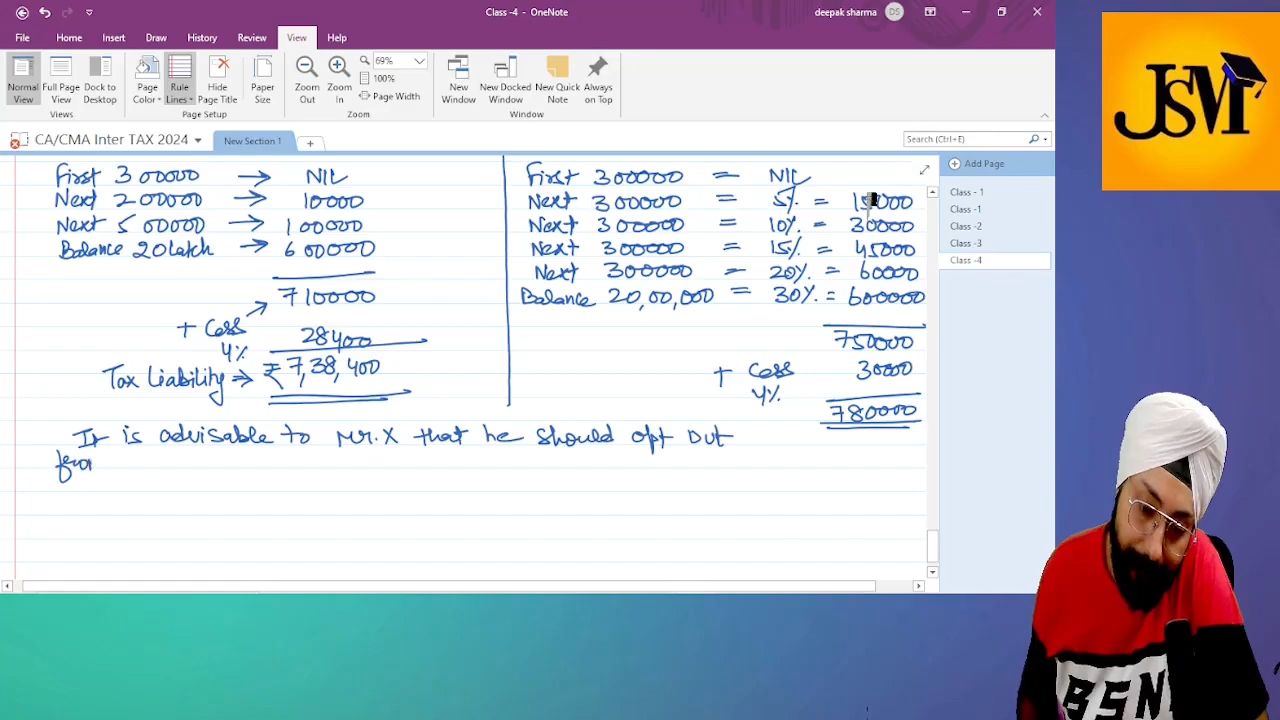 Class -4 - OneNote
deepak sharma DS
File Home Insert Draw History Review View Help
Normal View
Full Page View
Dock to Desktop
Page Color
Rule Lines
Hide Page Title
Paper Size
Zoom Out
Zoom In
69%
100%
Page Width
New Window
New Docked Window
New Quick Note
Always on Top
Views Page Setup Zoom Window
CA/CMA Inter TAX 2024
New Section 1
Search (Ctrl+E)
Add Page
Class - 1
Class -1
Class -2
Class -3
Class -4
First 300000 → NIL
Next 200000 → 10000
Next 500000 → 100000
Balance 20 latch → 600000
710000
+ Cess 4% 28400
Tax Liability ⇒ ₹ 7,38,400
First 300000 = NIL
Next 300000 = 5% = 15000
Next 300000 = 10% = 30000
Next 300000 = 15% = 45000
Next 300000 = 20% = 60000
Balance 20,00,000 = 30% = 600000
750000
+ Cess 4% 30000
780000
It is advisable to Mr. X that he should opt out
JSM
BSN